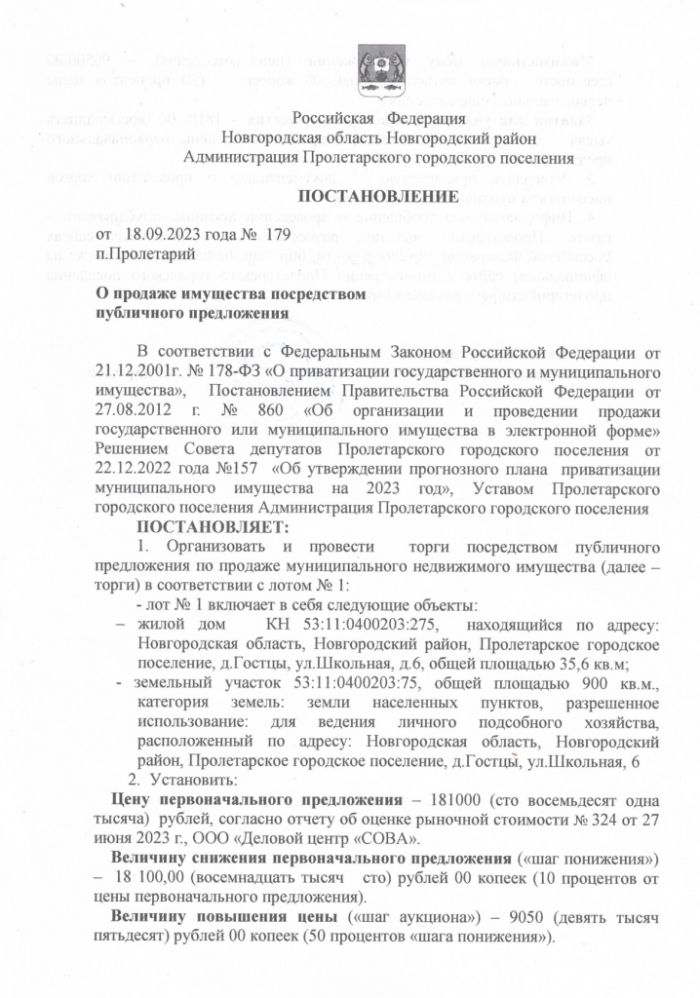 Российская Федерация
Новгородская область Новгородский район
Администрация Пролетарского городского поселения
ПОСТАНОВЛЕНИЕ
от 18.09.2023 года № 179
п.Пролетарий
О продаже имущества посредством
публичного предложения
В соответствии с Федеральным Законом Российской Федерации от
21.12.2001г. № 178-ФЗ «О приватизации государственного и муниципального
имущества», Постановлением Правительства Российской Федерации от
27.08.2012 г. № 860 «Об организации и проведении продажи
государственного или муниципального имущества в электронной форме»
Решением Совета депутатов Пролетарского городского поселения от
22.12.2022 года №157 «Об утверждении прогнозного плана приватизации
муниципального имущества на 2023 год», Уставом Пролетарского
городского поселения Администрация Пролетарского городского поселения
ПОСТАНОВЛЯЕТ:
1. Организовать и провести торги посредством публичного
предложения по продаже муниципального недвижимого имущества (далее –
торги) в соответствии с лотом № 1:
- лот № 1 включает в себя следующие объекты:
– жилой дом КН 53:11:0400203:275, находящийся по адресу:
Новгородская область, Новгородский район, Пролетарское городское
поселение, д.Гостцы, ул.Школьная, д.6, общей площадью 35,6 кв.м;
- земельный участок 53:11:0400203:75, общей площадью 900 кв.м.,
категория земель: земли населенных пунктов, разрешенное
использование: для ведения личного подсобного хозяйства,
расположенный по адресу: Новгородская область, Новгородский
район, Пролетарское городское поселение, д.Гостцы, ул.Школьная, 6
2. Установить:
Цену первоначального предложения – 181000 (сто восемьдесят одна
тысяча) рублей, согласно отчету об оценке рыночной стоимости № 324 от 27
июня 2023 г., ООО «Деловой центр «СОВА».
Величину снижения первоначального предложения («шаг понижения»)
– 18 100,00 (восемнадцать тысяч сто) рублей 00 копеек (10 процентов от
цены первоначального предложения).
Величину повышения цены («шаг аукциона») – 9050 (девять тысяч
пятьдесят) рублей 00 копеек (50 процентов «шага понижения»).